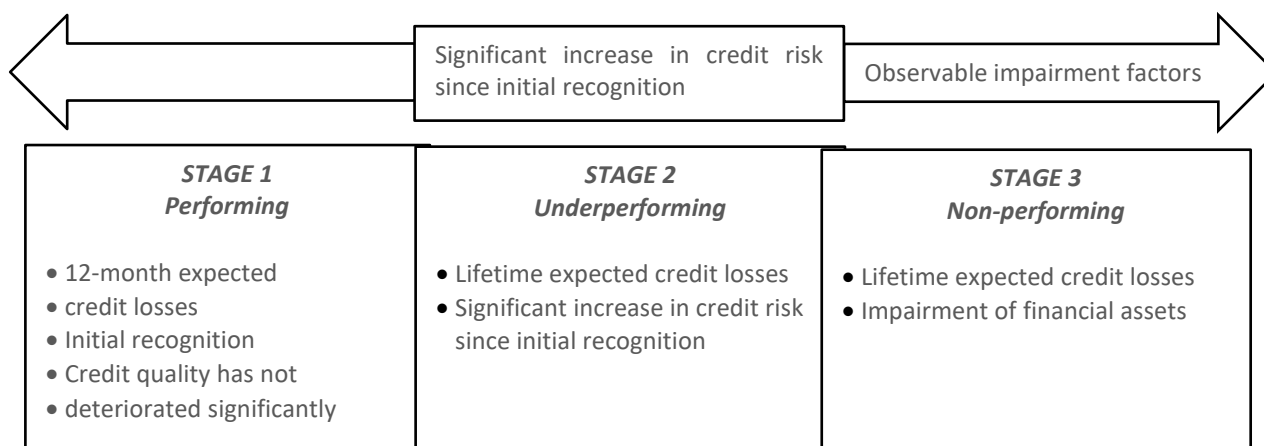 Significant increase in credit risk
since initial recognition
Observable impairment factors
STAGE 1
Performing
• 12-month expected
• credit losses
• Initial recognition
• Credit quality has not
• deteriorated significantly
STAGE 2
Underperforming
• Lifetime expected credit losses
• Significant increase in credit risk
since initial recognition
STAGE 3
Non-performing
• Lifetime expected credit losses
• Impairment of financial assets